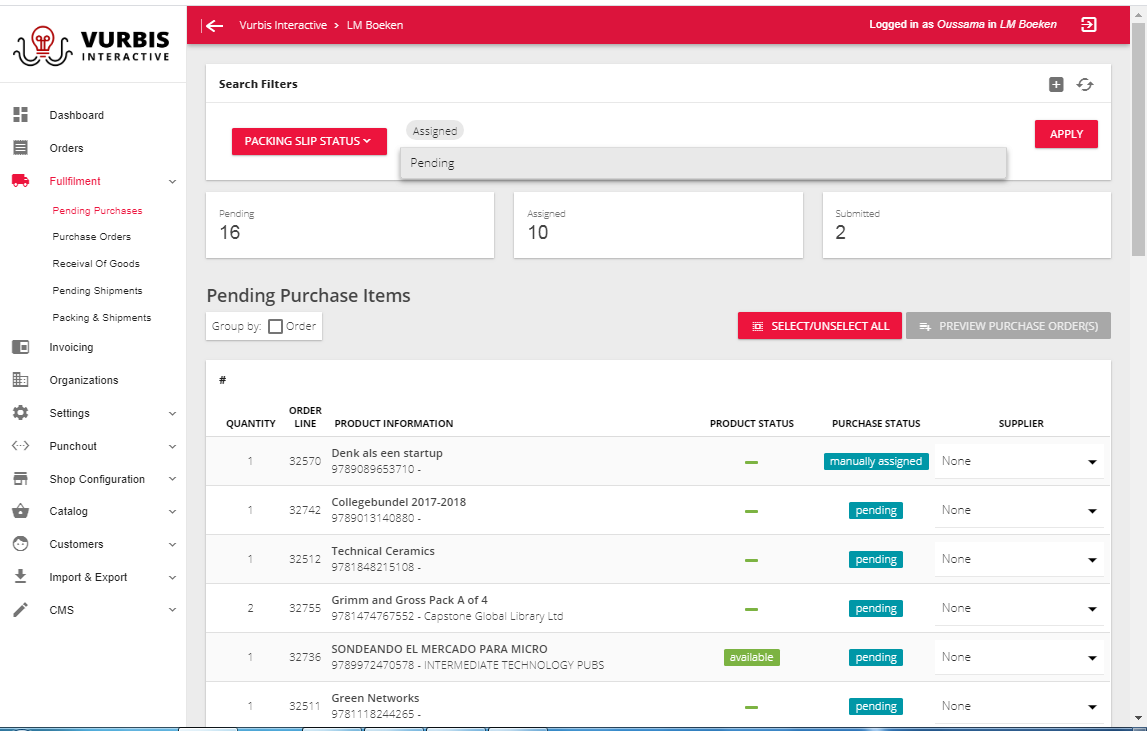 VURBIS
INTERACTIVE
Vurbis Interactive > LM Boeken
Logged in as Oussama in LM Boeken
Dashboard
Orders
Fullfilment
Pending Purchases
Purchase Orders
Receival Of Goods
Pending Shipments
Packing & Shipments
Invoicing
Organizations
Settings
Punchout
Shop Configuration
Catalog
Customers
Import & Export
CMS
Search Filters
PACKING SLIP STATUS
Assigned
Pending
APPLY
Pending
16
Assigned
10
Submitted
2
Pending Purchase Items
Group by: Order
SELECT/UNSELECT ALL
PREVIEW PURCHASE ORDER(S)
#
QUANTITY ORDER LINE PRODUCT INFORMATION PRODUCT STATUS PURCHASE STATUS SUPPLIER
1 32570 Denk als een startup manually assigned None
9789089653710 -
1 32742 Collegebundel 2017-2018 pending None
9789013140880 -
1 32512 Technical Ceramics pending None
9781848215108 -
2 32755 Grimm and Gross Pack A of 4 pending None
9781474767552 - Capstone Global Library Ltd
1 32736 SONDEANDO EL MERCADO PARA MICRO available pending None
9789972470578 - INTERMEDIATE TECHNOLOGY PUBS
1 32511 Green Networks pending None
9781118244265 -